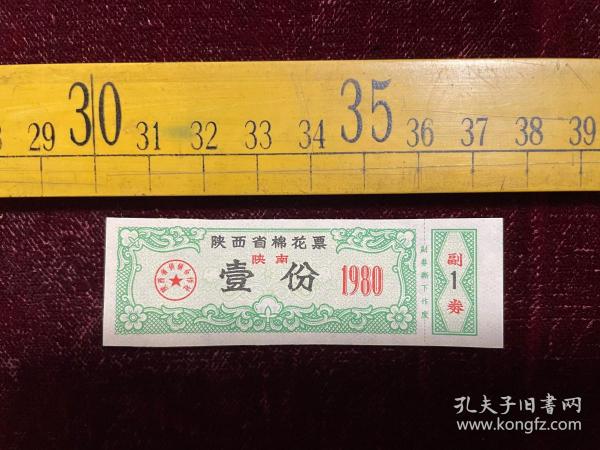 29 30 31 32 33 34 35 36 37 38 39
陕西省棉花票
陕南
壹份
1980
副券撕下作废
副
1
券
孔夫子旧书网
www.kongfz.com